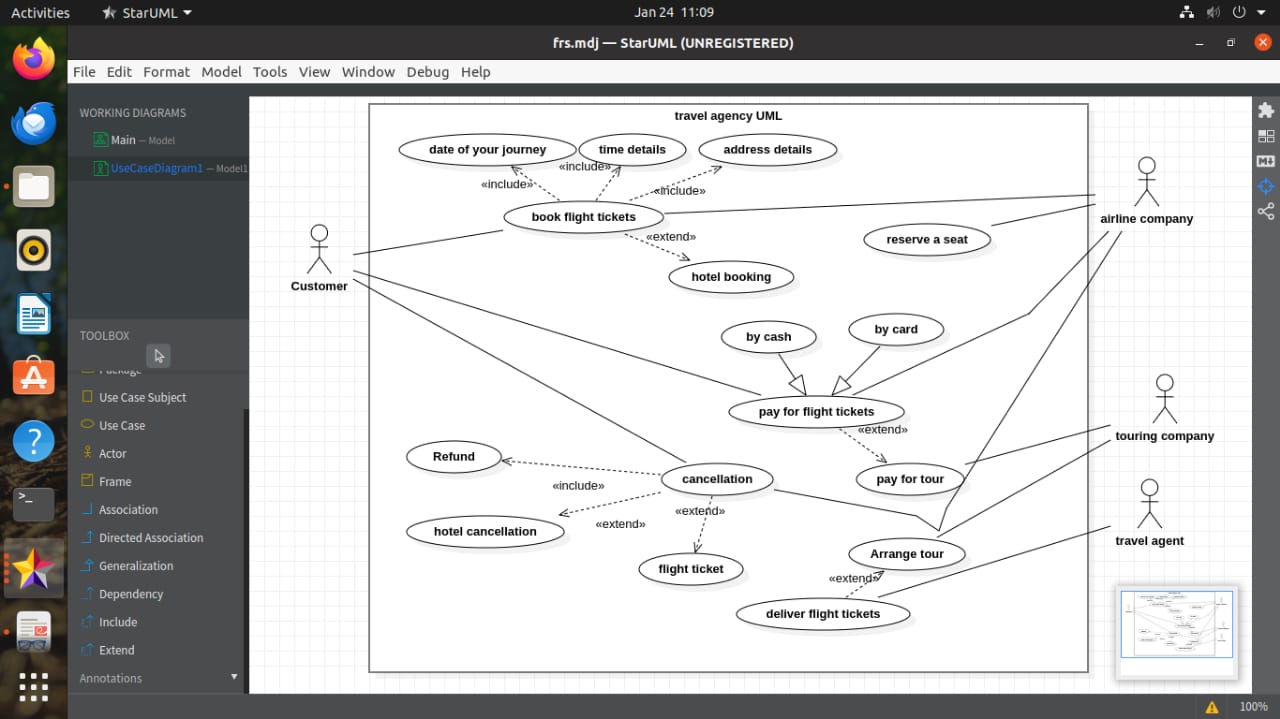 Activities
StarUML
Jan 24 11:09
frs.mdj — StarUML (UNREGISTERED)
File Edit Format Model Tools View Window Debug Help
WORKING DIAGRAMS
Main — Model
UseCaseDiagram1 — Model1
TOOLBOX
Package
Use Case Subject
Use Case
Actor
Frame
Association
Directed Association
Generalization
Dependency
Include
Extend
Annotations
travel agency UML
date of your journey
time details
address details
«include»
«include»
«include»
book flight tickets
airline company
reserve a seat
«extend»
hotel booking
Customer
by cash
by card
pay for flight tickets
«extend»
touring company
Refund
cancellation
pay for tour
«include»
«extend»
«extend»
hotel cancellation
travel agent
Arrange tour
flight ticket
«extend»
deliver flight tickets
100%